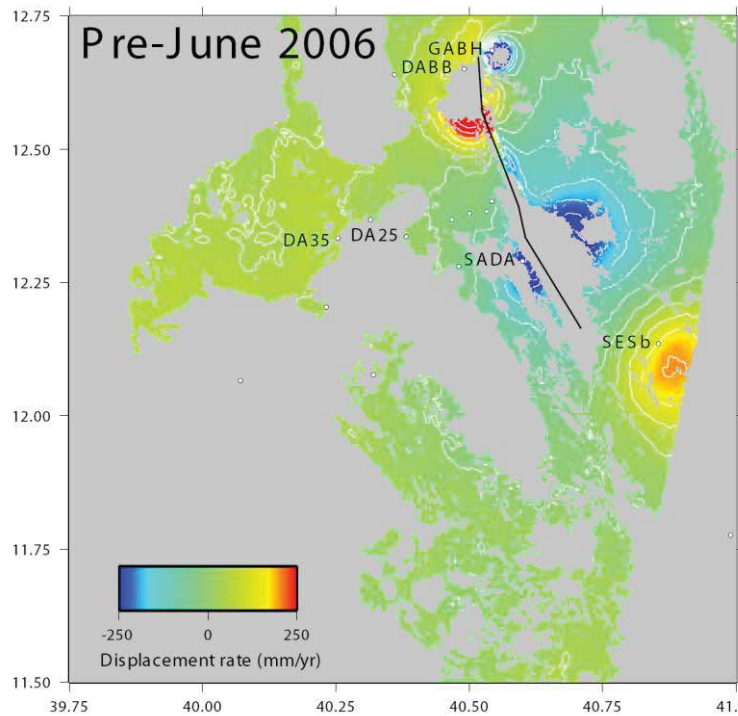 12.75
Pre-June 2006
GABH
DABB
12.50
DA35
DA25
SADA
12.25
SESb
12.00
11.75
-250 0 250
Displacement rate (mm/yr)
11.50
39.75 40.00 40.25 40.50 40.75 41.